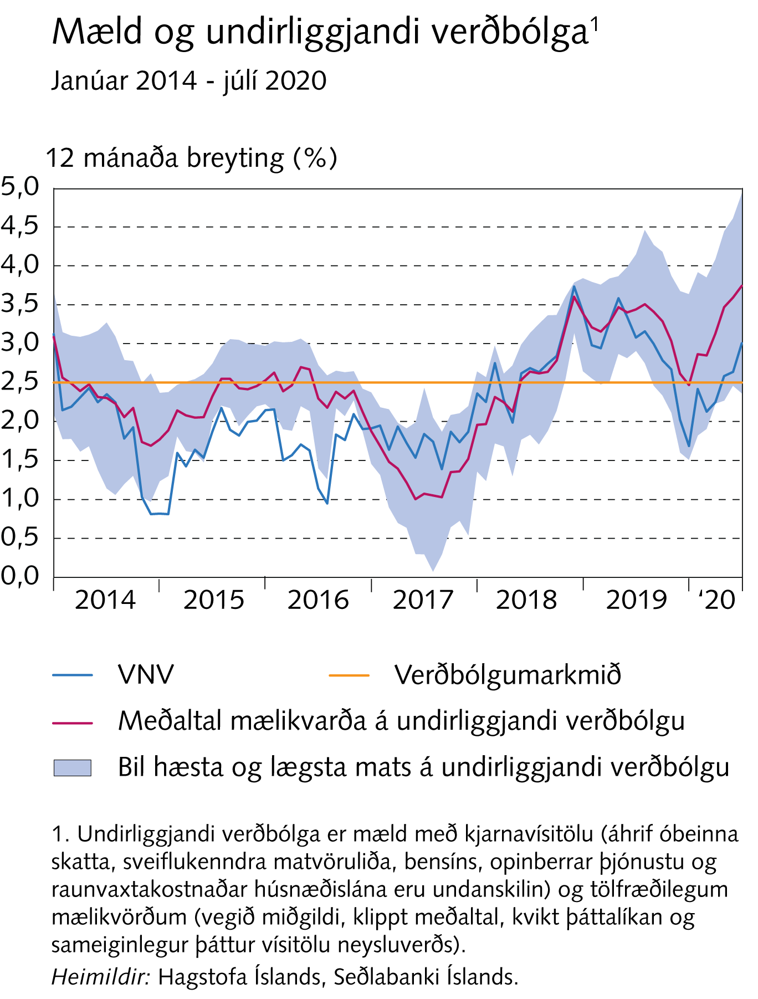 Mæld og undirliggjandi verðbólga¹
Janúar 2014 - júlí 2020
12 mánaða breyting (%)
5,0
4,5
4,0
3,5
3,0
2,5
2,0
1,5
1,0
0,5
0,0
2014 2015 2016 2017 2018 2019 ‘20
VNV Verðbólgumarkmið
Meðaltal mælikvarða á undirliggjandi verðbólgu
Bil hæsta og lægsta mats á undirliggjandi verðbólgu
1. Undirliggjandi verðbólga er mæld með kjarnavísitölu (áhrif óbeinna
skatta, sveiflukenndra matvöruliða, bensíns, opinberrar þjónustu og
raunvaxtakostnaðar húsnæðislána eru undanskilin) og tölfræðilegum
mælikvörðum (vegið miðgildi, klippt meðaltal, kvikt þáttalíkan og
sameiginlegur þáttur vísitölu neysluverðs).
Heimildir: Hagstofa Íslands, Seðlabanki Íslands.